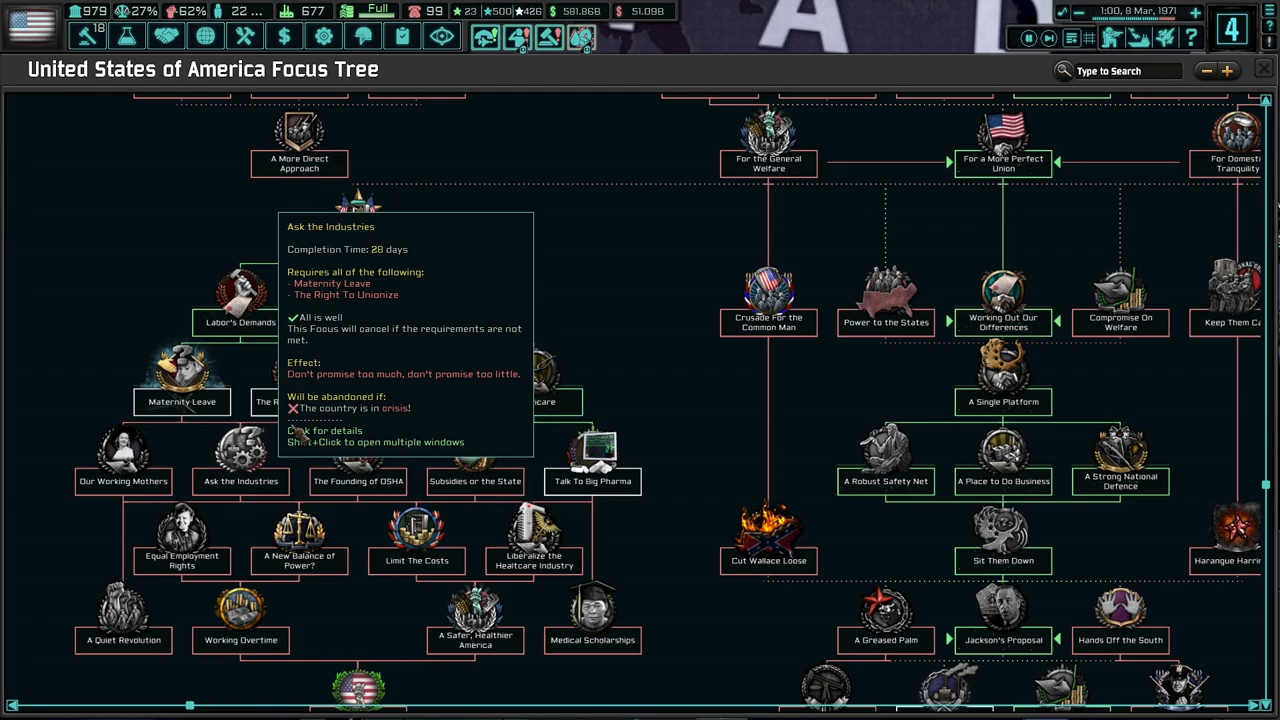 979
27%
62%
22 ...
677
Full
99
23
500
426
$ 581.86B
$ 51.09B
1:00, 8 Mar, 1971
4
18
United States of America Focus Tree
Type to Search
A More Direct
Approach
For the General
Welfare
For a More Perfect
Union
For Domesti
Tranquility
Ask the Industries
Completion Time: 28 days
Requires all of the following:
- Maternity Leave
- The Right To Unionize
All is well
This Focus will cancel if the requirements are not
met.
Effect:
Don't promise too much, don't promise too little.
Will be abandoned if:
The country is in crisis!
Click for details
Shift+Click to open multiple windows
Labor's Demands
Crusade For the
Common Man
Power to the States
Working Out Our
Differences
Compromise On
Welfare
Keep Them Ca
Maternity Leave
The R
care
A Single Platform
Our Working Mothers
Ask the Industries
The Founding of OSHA
Subsidies or the State
Talk To Big Pharma
A Robust Safety Net
A Place to Do Business
A Strong National
Defence
Equal Employment
Rights
A New Balance of
Power?
Limit The Costs
Liberalize the
Healtcare Industry
Cut Wallace Loose
Sit Them Down
Harangue Harri
A Quiet Revolution
Working Overtime
A Safer, Healthier
America
Medical Scholarships
A Greased Palm
Jackson's Proposal
Hands Off the South